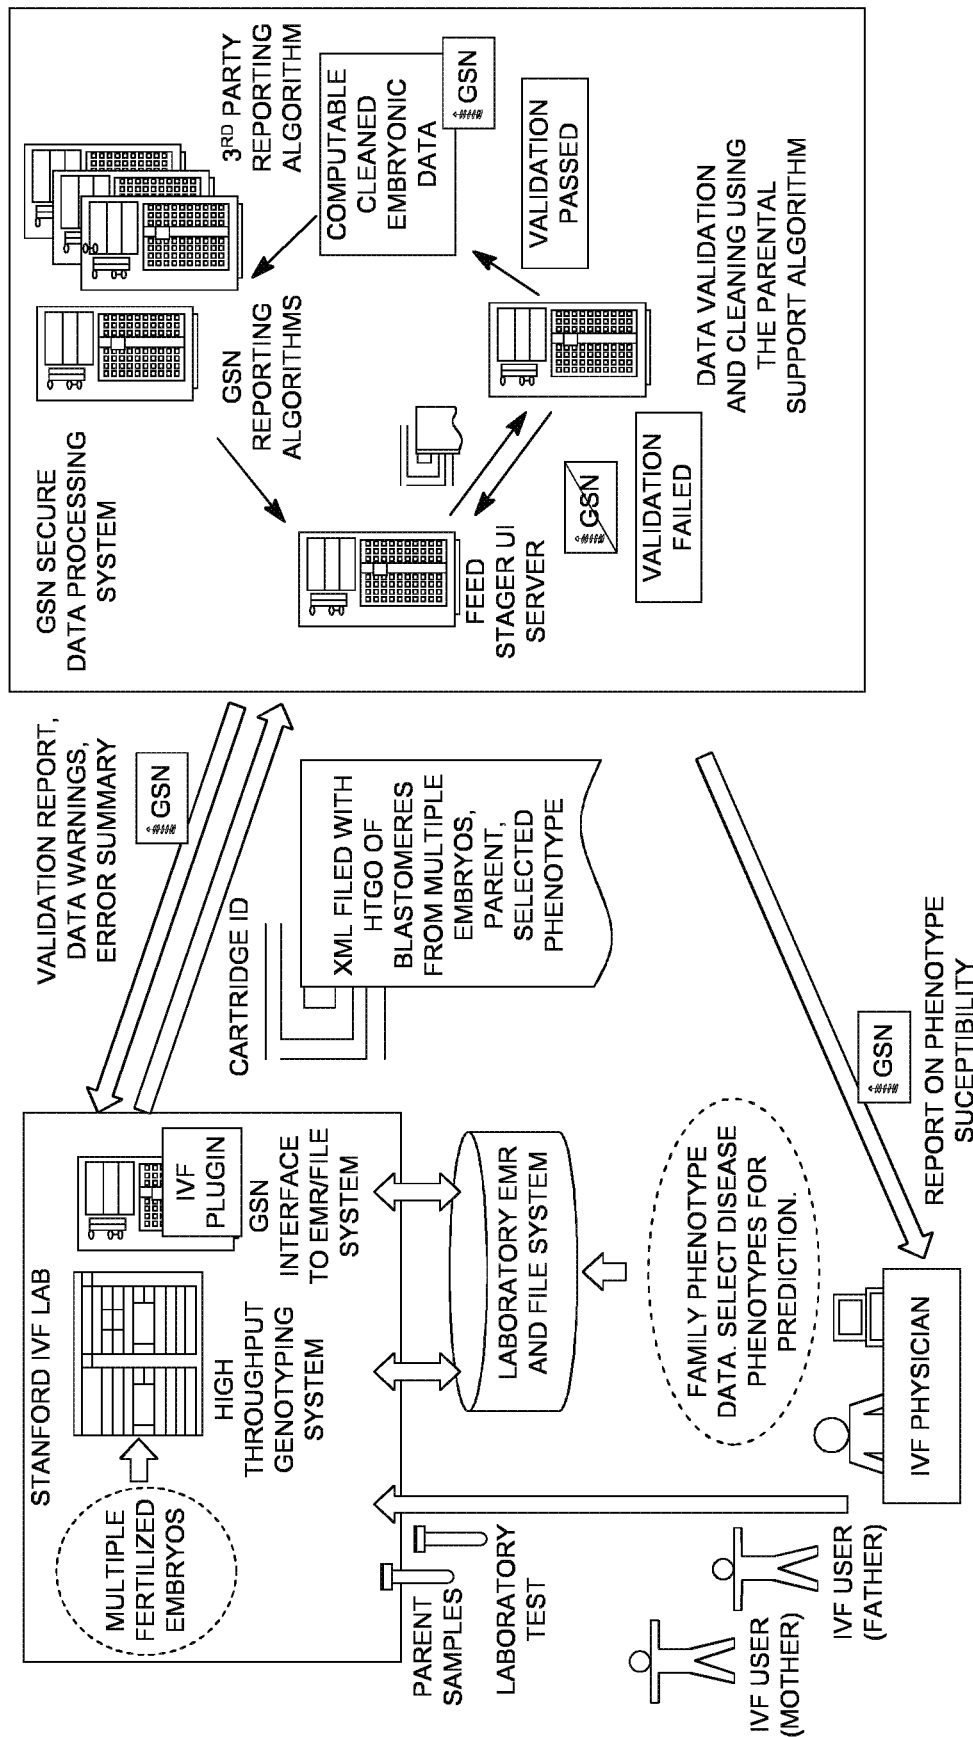 STANFORD IVF LAB
MULTIPLE
FERTILIZED
EMBRYOS
HIGH
THROUGHPUT
GENOTYPING
SYSTEM
IVF
PLUGIN
GSN
INTERFACE
TO EMR/FILE
SYSTEM
PARENT
SAMPLES
LABORATORY
TEST
LABORATORY EMR
AND FILE SYSTEM
FAMILY PHENOTYPE
DATA. SELECT DISEASE
PHENOTYPES FOR
PREDICTION.
IVF USER
(MOTHER)
IVF USER
(FATHER)
IVF PHYSICIAN
VALIDATION REPORT,
DATA WARNINGS,
ERROR SUMMARY
GSN
CARTRIDGE ID
XML FILED WITH
HTGO OF
BLASTOMERES
FROM MULTIPLE
EMBRYOS,
PARENT,
SELECTED
PHENOTYPE
GSN
REPORT ON PHENOTYPE
SUCEPTIBILITY
GSN SECURE
DATA PROCESSING
SYSTEM
GSN
REPORTING
ALGORITHMS
3RD PARTY
REPORTING
ALGORITHM
COMPUTABLE
CLEANED
EMBRYONIC
DATA
GSN
FEED
STAGER UI
SERVER
GSN
VALIDATION
FAILED
VALIDATION
PASSED
DATA VALIDATION
AND CLEANING USING
THE PARENTAL
SUPPORT ALGORITHM